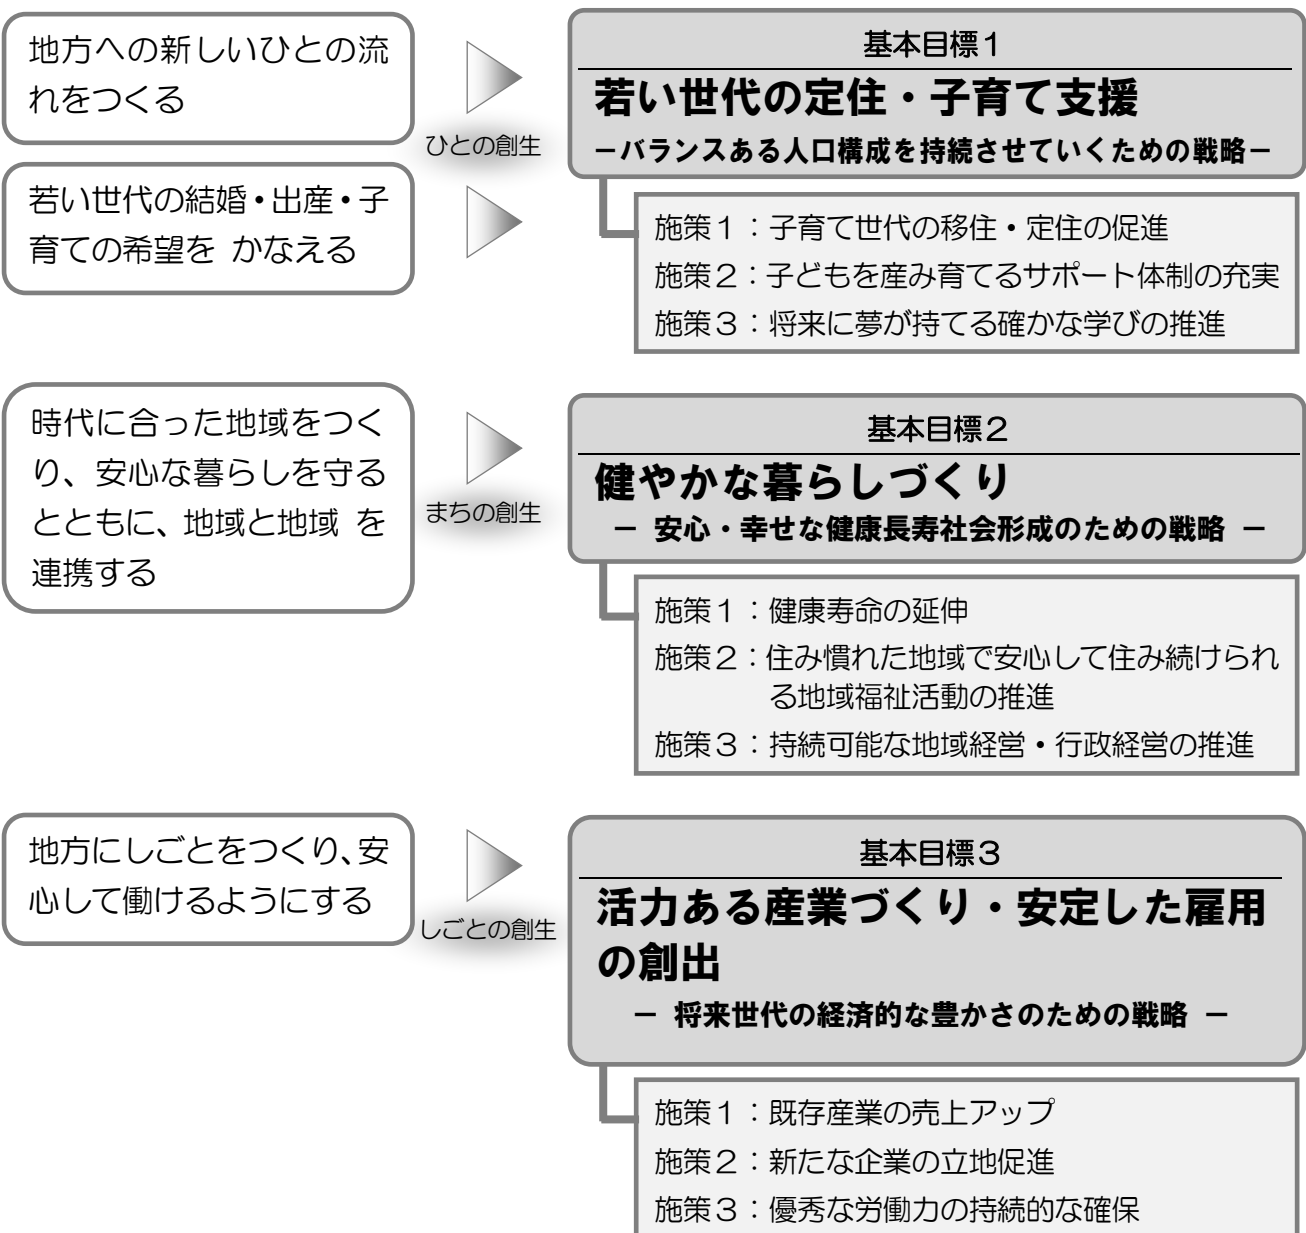 地方への新しいひとの流
れをつくる
ひとの創生
若い世代の結婚・出産・子
育ての希望を かなえる
基本目標1
若い世代の定住・子育て支援
－バランスある人口構成を持続させていくための戦略－
施策1：子育て世代の移住・定住の促進
施策2：子どもを産み育てるサポート体制の充実
施策3：将来に夢が持てる確かな学びの推進
時代に合った地域をつく
り、安心な暮らしを守る
とともに、地域と地域 を
連携する
まちの創生
基本目標2
健やかな暮らしづくり
－ 安心・幸せな健康長寿社会形成のための戦略 －
施策1：健康寿命の延伸
施策2：住み慣れた地域で安心して住み続けられ
る地域福祉活動の推進
施策3：持続可能な地域経営・行政経営の推進
地方にしごとをつくり、安
心して働けるようにする
しごとの創生
基本目標3
活力ある産業づくり・安定した雇用
の創出
－ 将来世代の経済的な豊かさのための戦略 －
施策1：既存産業の売上アップ
施策2：新たな企業の立地促進
施策3：優秀な労働力の持続的な確保